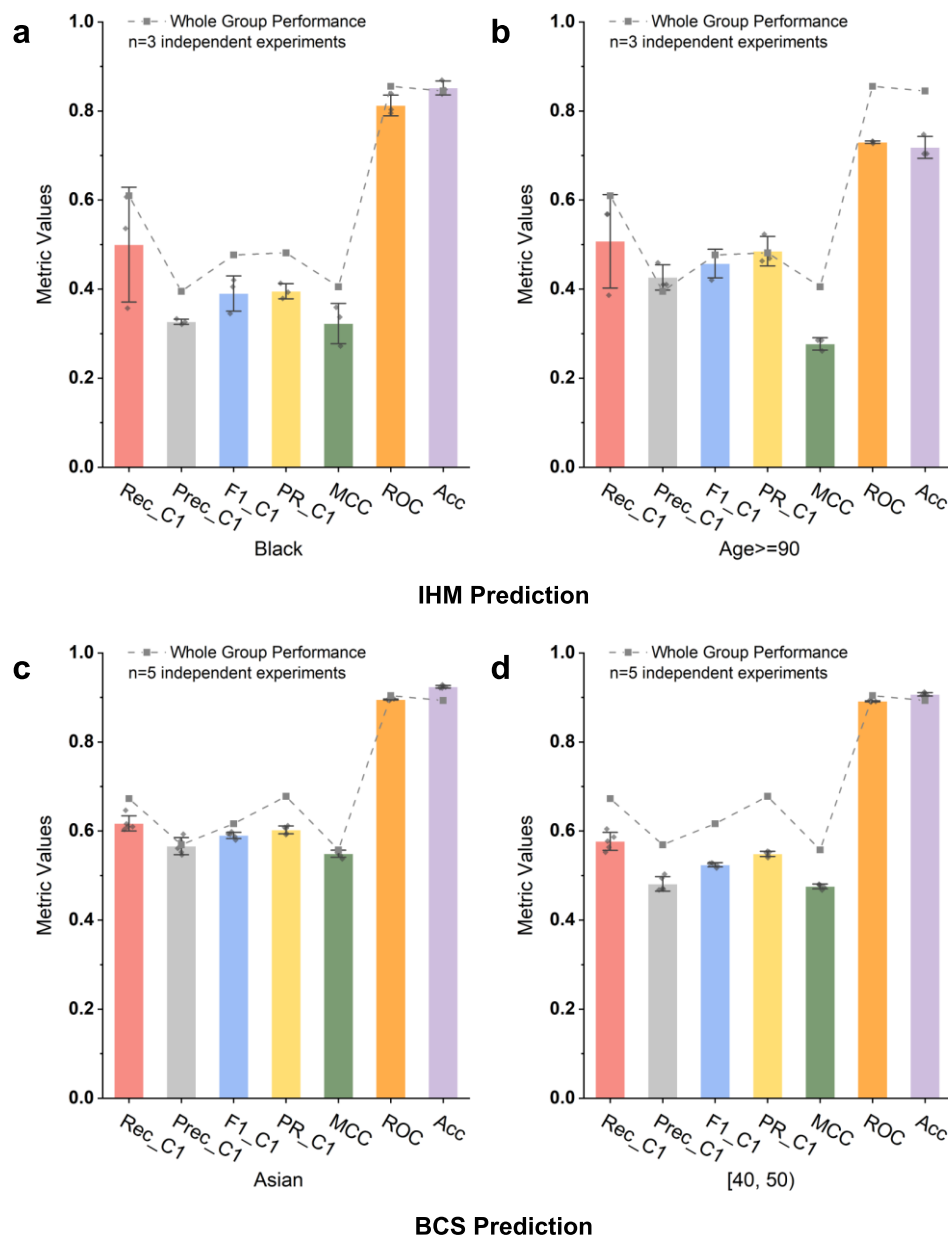 a
Whole Group Performance
n=3 independent experiments
1.0
0.8
0.6
0.4
0.2
0.0
Metric Values
Rec_C1
Prec_C1
F1_C1
PR_C1
MCC
ROC
Acc
Black
b
Whole Group Performance
n=3 independent experiments
1.0
0.8
0.6
0.4
0.2
0.0
Metric Values
Rec_C1
Prec_C1
F1_C1
PR_C1
MCC
ROC
Acc
Age>=90
IHM Prediction
c
Whole Group Performance
n=5 independent experiments
1.0
0.8
0.6
0.4
0.2
0.0
Metric Values
Rec_C1
Prec_C1
F1_C1
PR_C1
MCC
ROC
Acc
Asian
d
Whole Group Performance
n=5 independent experiments
1.0
0.8
0.6
0.4
0.2
0.0
Metric Values
Rec_C1
Prec_C1
F1_C1
PR_C1
MCC
ROC
Acc
[40, 50)
BCS Prediction